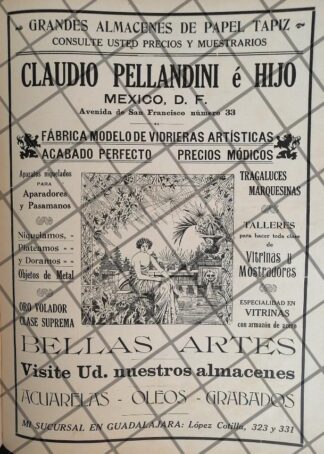 GRANDES ALMACENES DE PAPEL TAPIZ
CONSULTE USTED PRECIOS Y MUESTRARIOS
CLAUDIO PELLANDINI é HIJO
MEXICO, D. F.
Avenida de San Francisco número 33
FÁBRICA MODELO DE VIDRIERAS ARTÍSTICAS
ACABADO PERFECTO PRECIOS MÓDICOS
Aparatos niquelados
PARA
Aparadores
y Pasamanos
Niquelamos,
Plateamos
y Doramos
Objetos de Metal
ORO VOLADOR
CLASE SUPREMA
TRAGALUCES
MARQUESINAS
TALLERES
para hacer toda clase
de
Vitrinas y
Mostradores
ESPECIALIDAD EN
VITRINAS
con armazón de acero
BELLAS ARTES
Visite Ud. nuestros almacenes
ACUARELAS - OLEOS - GRABADOS
MI SUCURSAL EN GUADALAJARA: López Cotilla, 323 y 331